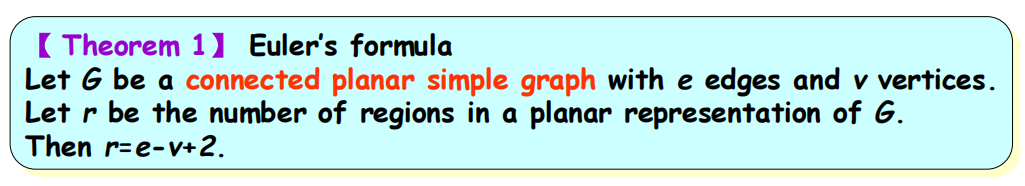 【 Theorem 1】 Euler's formula
Let G be a connected planar simple graph with e edges and v vertices.
Let r be the number of regions in a planar representation of G.
Then r=e-v+2.